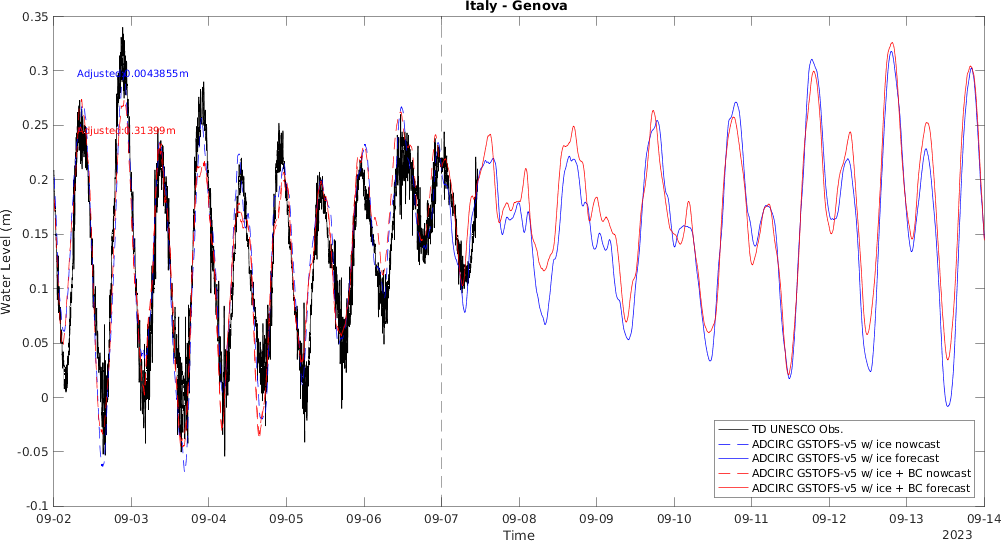 Italy - Genova
Water Level (m)
0.35
0.3
0.25
0.2
0.15
0.1
0.05
0
-0.05
-0.1
Adjusted:0.0043855m
Adjusted:0.31399m
TD UNESCO Obs.
ADCIRC GSTOFS-v5 w/ ice nowcast
ADCIRC GSTOFS-v5 w/ ice forecast
ADCIRC GSTOFS-v5 w/ ice + BC nowcast
ADCIRC GSTOFS-v5 w/ ice + BC forecast
09-02 09-03 09-04 09-05 09-06 09-07 09-08 09-09 09-10 09-11 09-12 09-13 09-14
Time
2023